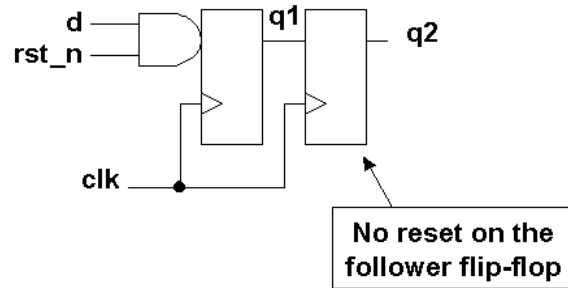 d
rst_n
q1
q2
clk
No reset on the
follower flip-flop